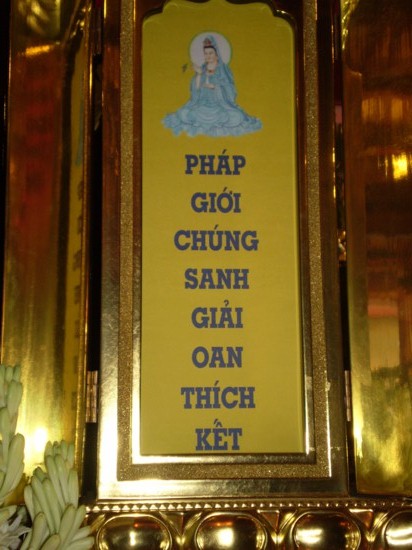 PHÁP
GIỚI
CHÚNG
SANH
GIẢI
OAN
THÍCH
KẾT